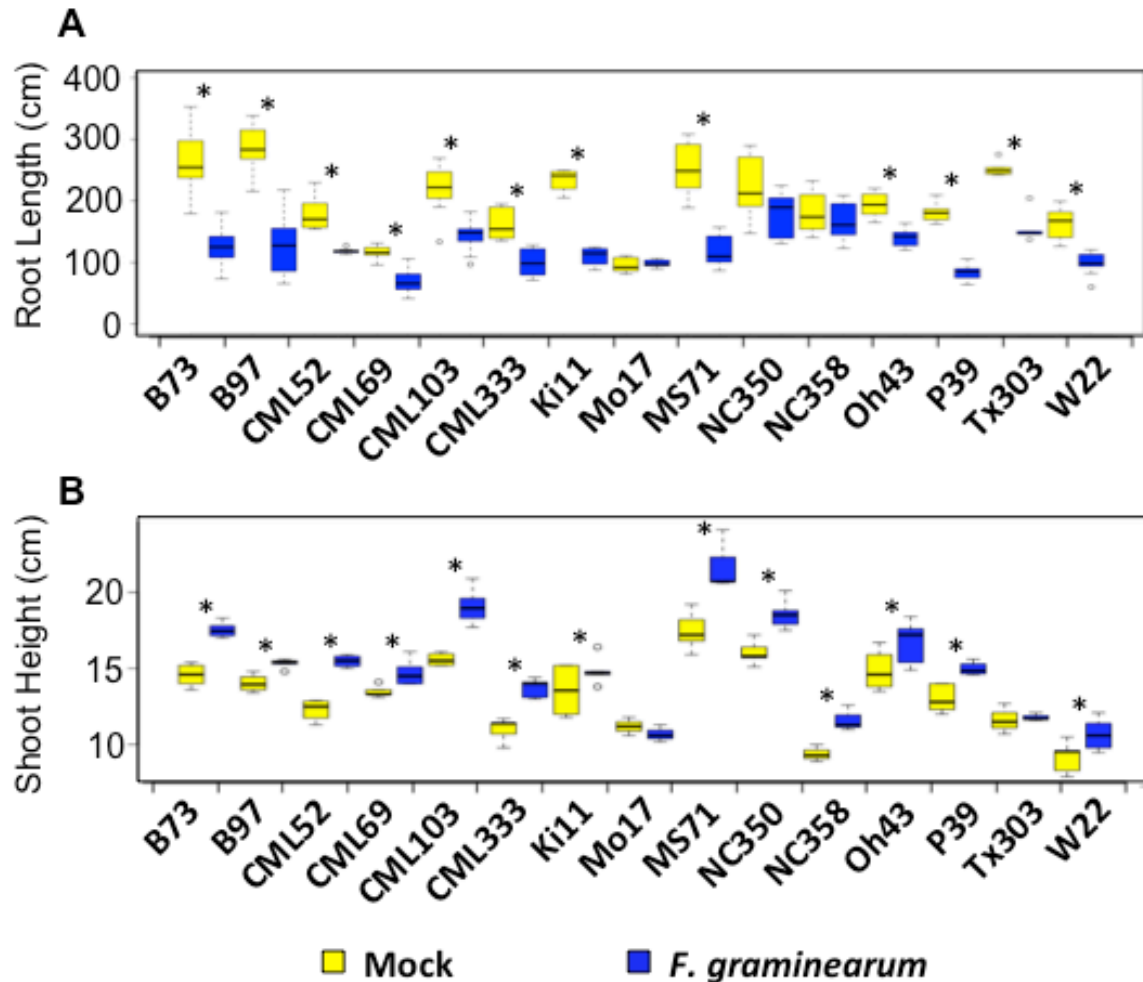 A
Root Length (cm)
400
300
200
100
0
* * * * * * * * * * * *
B73 B97 CML52 CML69 CML103 CML333 Ki11 Mo17 MS71 NC350 NC358 Oh43 P39 Tx303 W22
B
Shoot Height (cm)
20
15
10
* * * * * * * * * * * * *
B73 B97 CML52 CML69 CML103 CML333 Ki11 Mo17 MS71 NC350 NC358 Oh43 P39 Tx303 W22
Mock F. graminearum